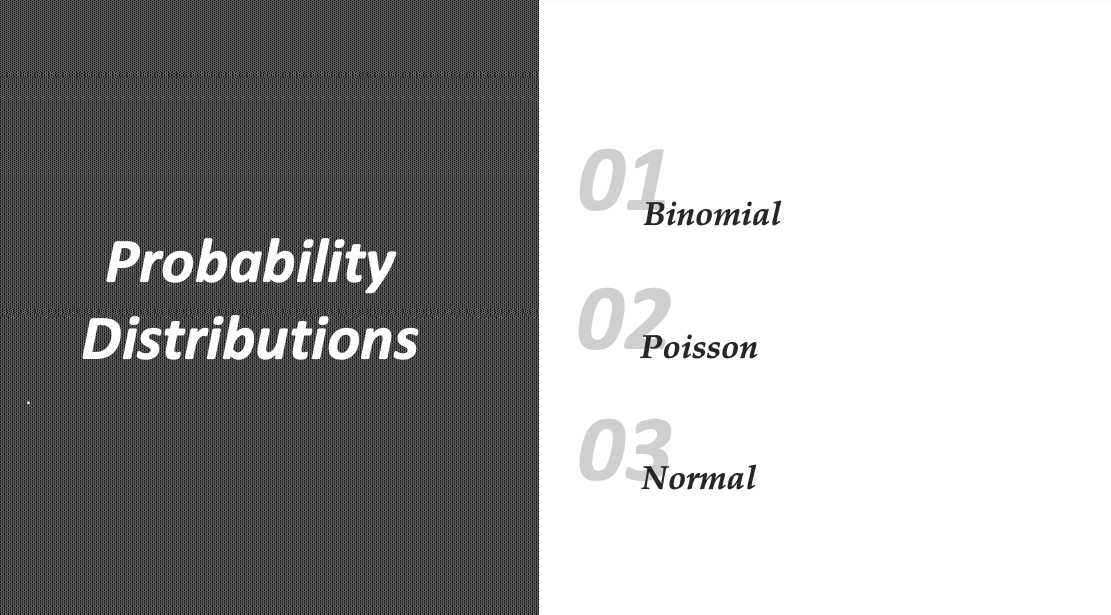 Probability
Distributions
.
01
Binomial
02
Poisson
03
Normal